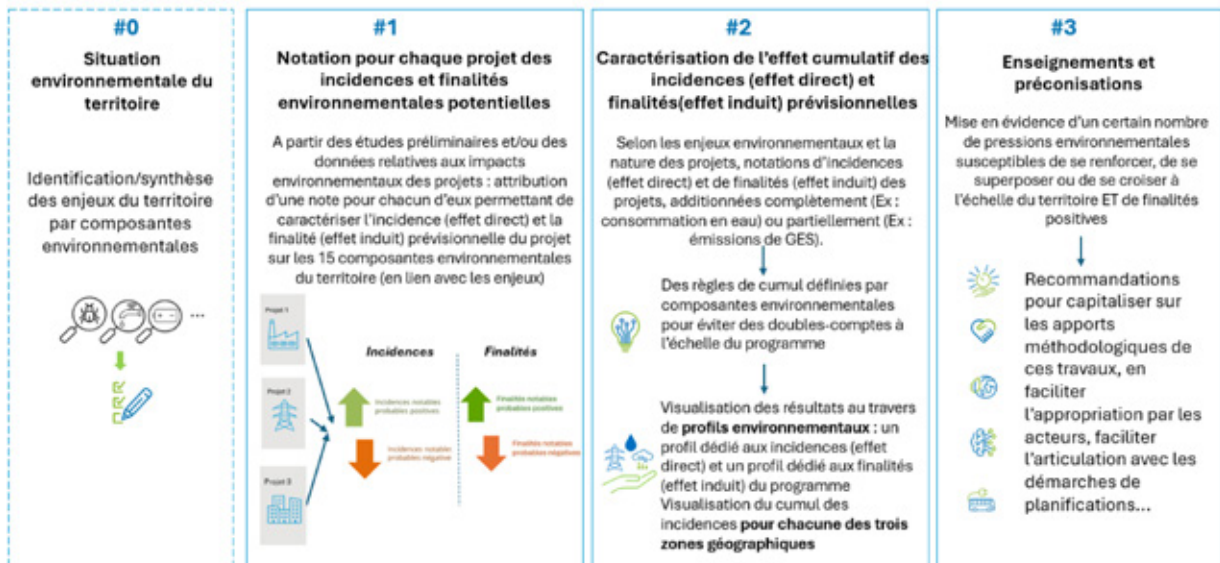 #0
Situation
environnementale du
territoire
Identification/synthèse
des enjeux du territoire
par composantes
environnementales
...
#1
Notation pour chaque projet des
incidences et finalités
environnementales potentielles
A partir des études préliminaires et/ou des
données relatives aux impacts
environnementaux des projets : attribution
d'une note pour chacun d'eux permettant de
caractériser l'incidence (effet direct) et la
finalité (effet induit) prévisionnelle du projet
sur les 15 composantes environnementales
du territoire (en lien avec les enjeux)
Projet 1
Projet 2
Projet 3
Incidences
Finalités
Incidences notables
probables positives
Finalités notables
probables positives
Incidences notables
probables négative
Finalités notables
probables négatives
#2
Caractérisation de l'effet cumulatif des
incidences (effet direct) et
finalités(effet induit) prévisionnelles
Selon les enjeux environnementaux et la
nature des projets, notations d'incidences
(effet direct) et de finalités (effet induit) des
projets, additionnées complètement (Ex :
consommation en eau) ou partiellement (Ex :
émissions de GES).
Des règles de cumul définies par
composantes environnementales
pour éviter des doubles-comptes à
l'échelle du programme
Visualisation des résultats au travers
de profils environnementaux : un
profil dédié aux incidences (effet
direct) et un profil dédié aux finalités
(effet induit) du programme
Visualisation du cumul des
incidences pour chacune des trois
zones géographiques
#3
Enseignements et
préconisations
Mise en évidence d'un certain nombre
de pressions environnementales
susceptibles de se renforcer, de se
superposer ou de se croiser à
l'échelle du territoire ET de finalités
positives
Recommandations
pour capitaliser sur
les apports
méthodologiques de
ces travaux, en
faciliter
l'appropriation par les
acteurs, faciliter
l'articulation avec les
démarches de
planifications...